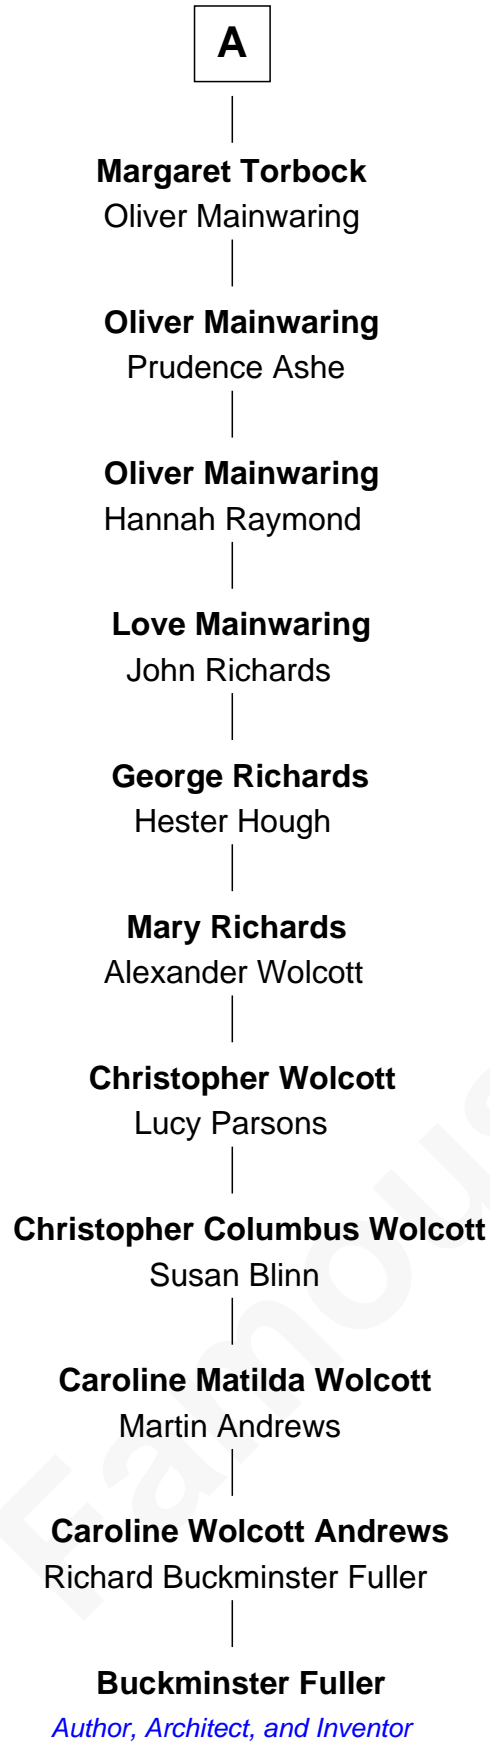 A
Margaret Torbock
Oliver Mainwaring
Oliver Mainwaring
Prudence Ashe
Oliver Mainwaring
Hannah Raymond
Love Mainwaring
John Richards
George Richards
Hester Hough
Mary Richards
Alexander Wolcott
Christopher Wolcott
Lucy Parsons
Christopher Columbus Wolcott
Susan Blinn
Caroline Matilda Wolcott
Martin Andrews
Caroline Wolcott Andrews
Richard Buckminster Fuller
Buckminster Fuller
Author, Architect, and Inventor
Famous